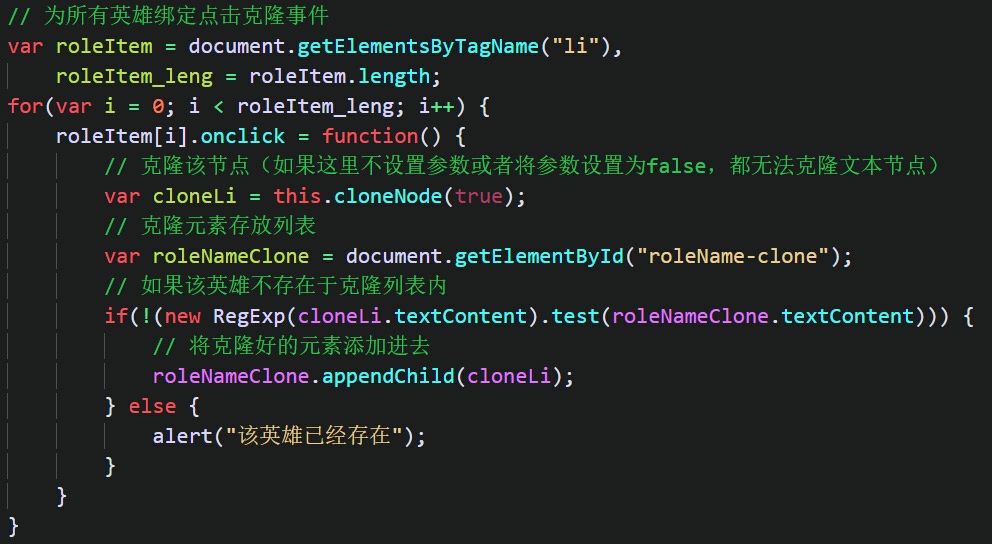 // 为所有英雄绑定点击克隆事件
var roleItem = document.getElementsByTagName("li"),
    roleItem_leng = roleItem.length;
for(var i = 0; i < roleItem_leng; i++) {
    roleItem[i].onclick = function() {
        // 克隆该节点（如果这里不设置参数或者将参数设置为false，都无法克隆文本节点）
        var cloneLi = this.cloneNode(true);
        // 克隆元素存放列表
        var roleNameClone = document.getElementById("roleName-clone");
        // 如果该英雄不存在于克隆列表内
        if(!(new RegExp(cloneLi.textContent).test(roleNameClone.textContent))) {
            // 将克隆好的元素添加进去
            roleNameClone.appendChild(cloneLi);
        } else {
            alert("该英雄已经存在");
        }
    }
}